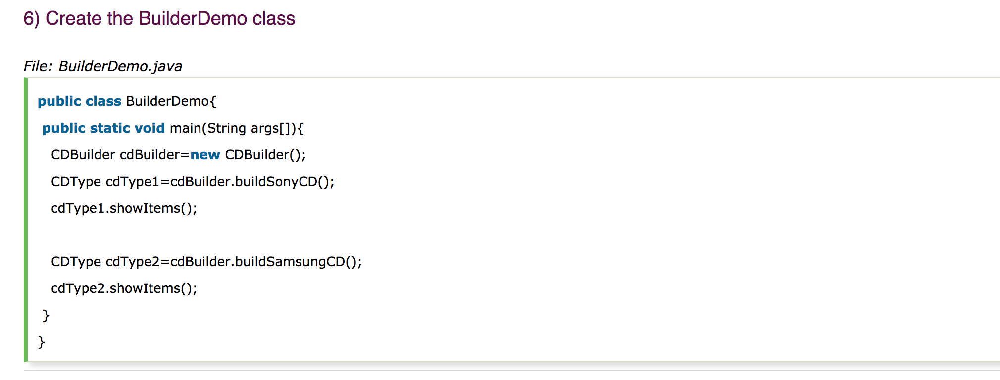 6) Create the BuilderDemo class
File: BuilderDemo.java
public class BuilderDemo{
public static void main(String args[]){
CDBuilder cdBuilder=new CDBuilder();
CDType cdType1=cdBuilder.buildSonyCD();
cdType1.showItems();
CDType cdType2=cdBuilder.buildSamsungCD();
cdType2.showItems();
}
}